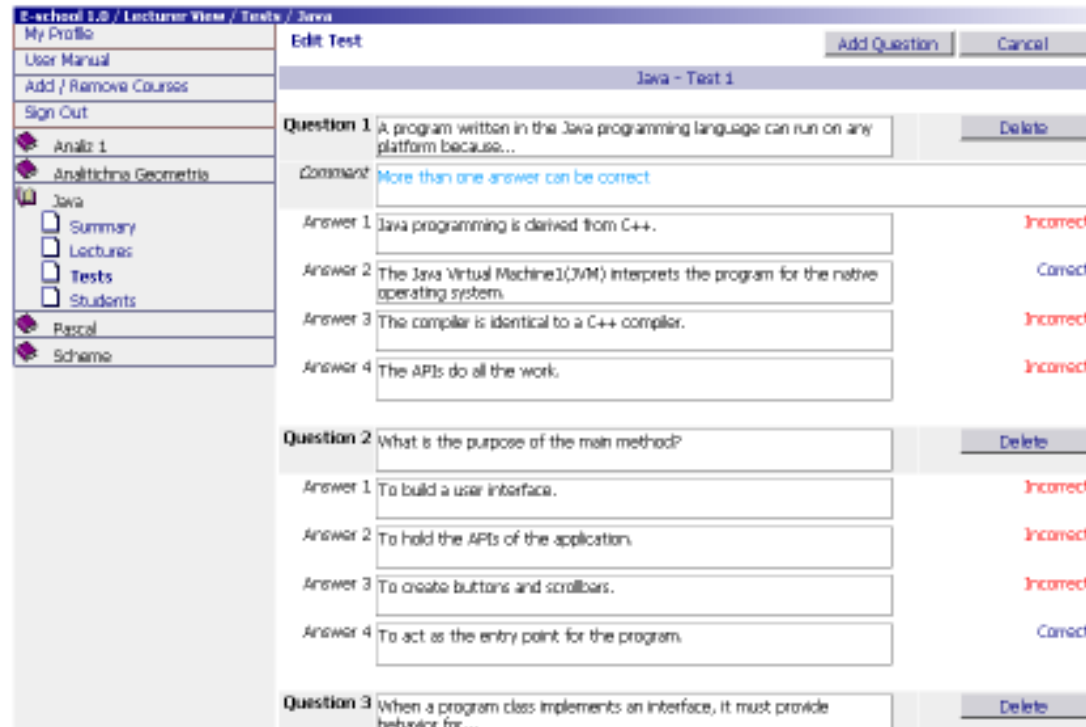 E-school 1.0 / Lecturer View / Tests / Java
My Profile
User Manual
Add / Remove Courses
Sign Out
Analiz 1
Analitichna Geometria
Java
Summary
Lectures
Tests
Students
Pascal
Scheme
Edit Test
Add Question
Cancel
Java - Test 1
Question 1
A program written in the Java programming language can run on any
platform because...
Delete
Comment
More than one answer can be correct
Answer 1
Java programming is derived from C++.
Incorrect
Answer 2
The Java Virtual Machine1(JVM) interprets the program for the native
operating system.
Correct
Answer 3
The compiler is identical to a C++ compiler.
Incorrect
Answer 4
The APIs do all the work.
Incorrect
Question 2
What is the purpose of the main method?
Delete
Answer 1
To build a user interface.
Incorrect
Answer 2
To hold the APIs of the application.
Incorrect
Answer 3
To create buttons and scrollbars.
Incorrect
Answer 4
To act as the entry point for the program.
Correct
Question 3
When a program class implements an interface, it must provide
behavior for...
Delete